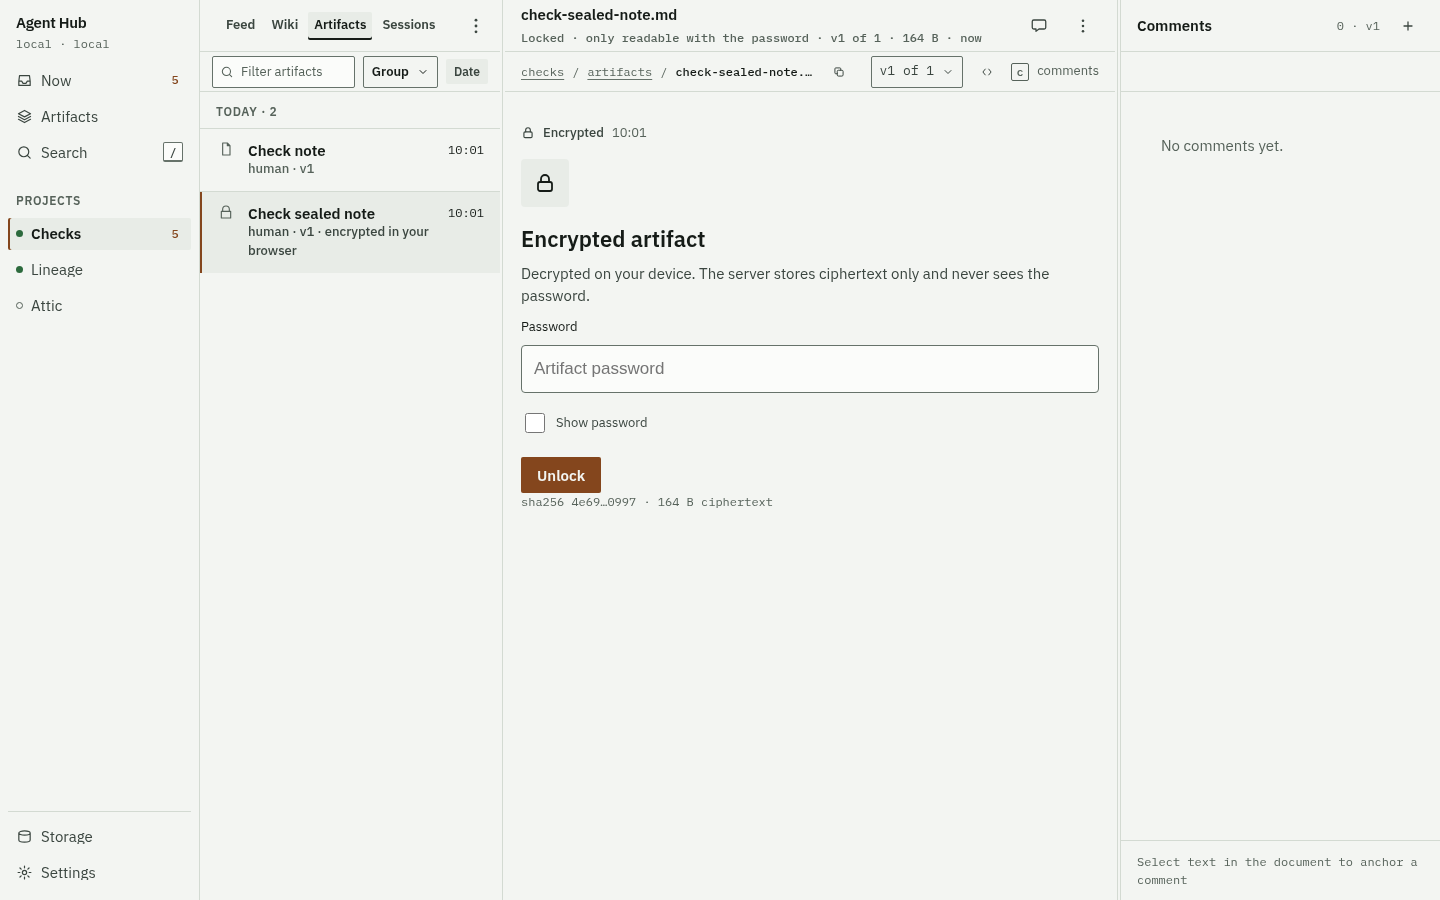 Agent Hub
local · local
Now 5
Artifacts
Search /
PROJECTS
Checks 5
Lineage
Attic
Storage
Settings
Feed Wiki Artifacts Sessions
Filter artifacts Group Date
TODAY · 2
Check note 10:01
human · v1
Check sealed note 10:01
human · v1 · encrypted in your
browser
check-sealed-note.md
Locked · only readable with the password · v1 of 1 · 164 B · now
checks / artifacts / check-sealed-note.… v1 of 1 c comments
Encrypted 10:01
Encrypted artifact
Decrypted on your device. The server stores ciphertext only and never sees the
password.
Password
Artifact password
Show password
Unlock
sha256 4e69…0997 · 164 B ciphertext
Comments 0 · v1
No comments yet.
Select text in the document to anchor a
comment